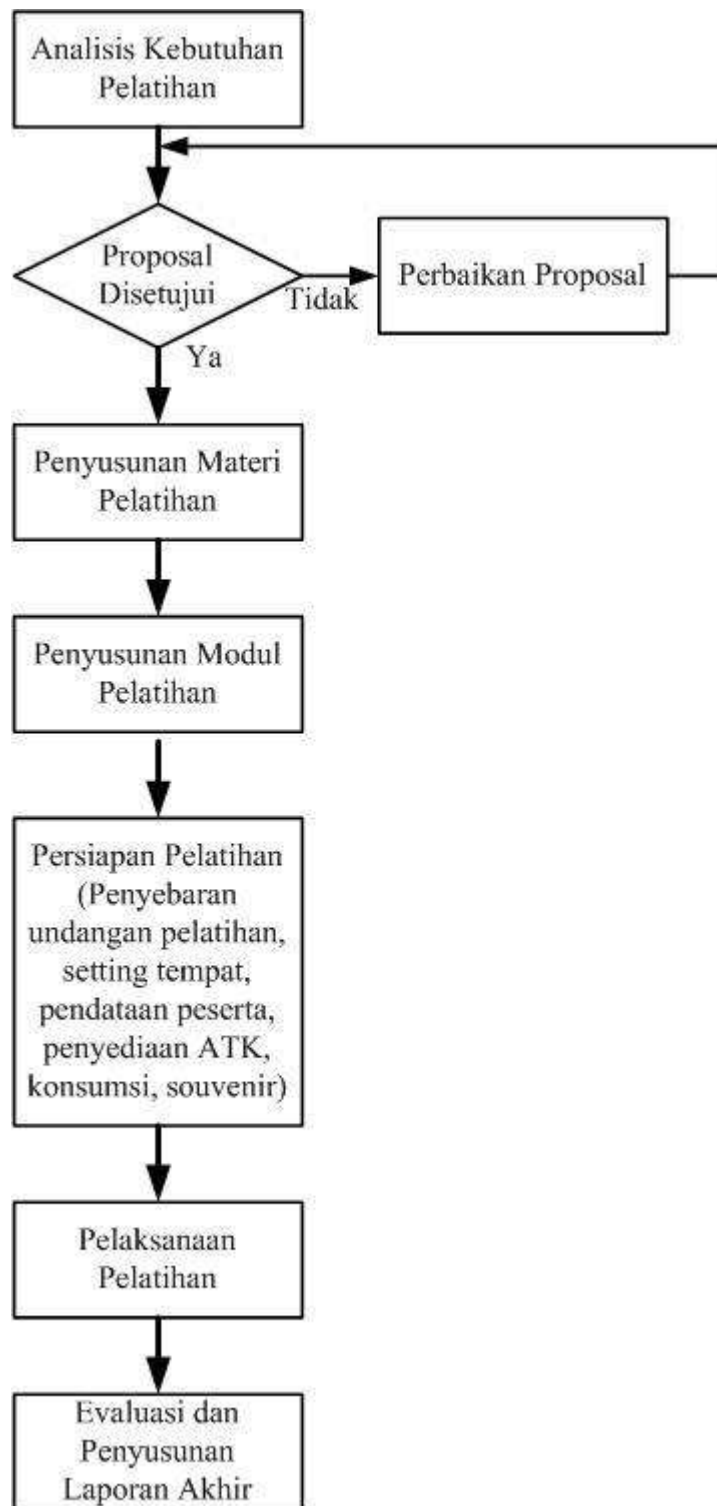 Analisis Kebutuhan
Pelatihan
Proposal
Disetujui
Tidak
Perbaikan Proposal
Ya
Penyusunan Materi
Pelatihan
Penyusunan Modul
Pelatihan
Persiapan Pelatihan
(Penyebaran
undangan pelatihan,
setting tempat,
pendataan peserta,
penyediaan ATK,
konsumsi, souvenir)
Pelaksanaan
Pelatihan
Evaluasi dan
Penyusunan
Laporan Akhir